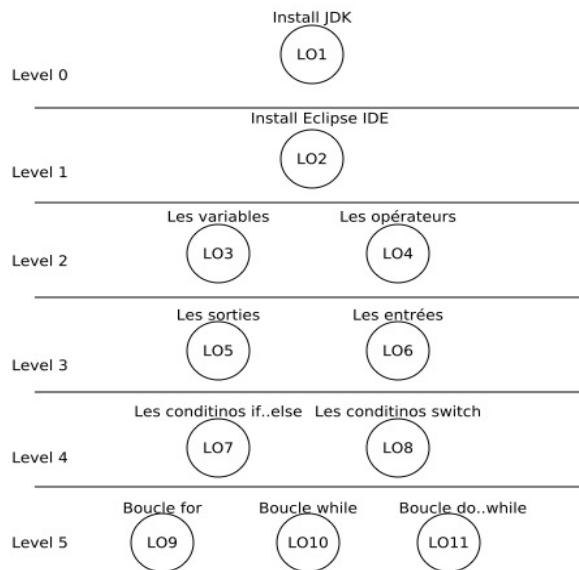 Install JDK
LO1
Level 0
Install Eclipse IDE
LO2
Level 1
Les variables Les opérateurs
LO3 LO4
Level 2
Les sorties Les entrées
LO5 LO6
Level 3
Les conditinos if..else Les conditinos switch
LO7 LO8
Level 4
Boucle for Boucle while Boucle do..while
Level 5 LO9 LO10 LO11